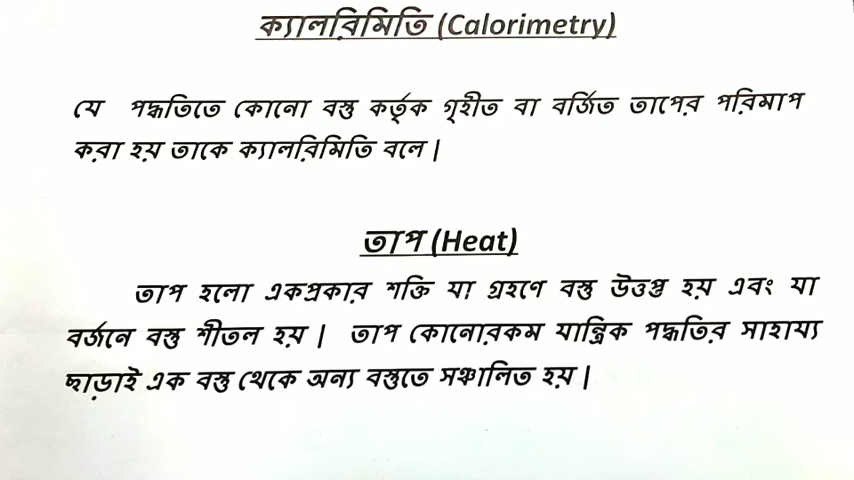 ক্যালরিমিতি (Calorimetry)
যে পদ্ধতিতে কোনো বস্তু কর্তৃক গৃহীত বা বর্জিত তাপের পরিমাপ
করা হয় তাকে ক্যালরিমিতি বলে |
তাপ (Heat)
তাপ হলো একপ্রকার শক্তি যা গ্রহণে বস্তু উত্তপ্ত হয় এবং যা
বর্জনে বস্তু শীতল হয় | তাপ কোনোরকম যান্ত্রিক পদ্ধতির সাহায্য
ছাড়াই এক বস্তু থেকে অন্য বস্তুতে সঞ্চালিত হয় |